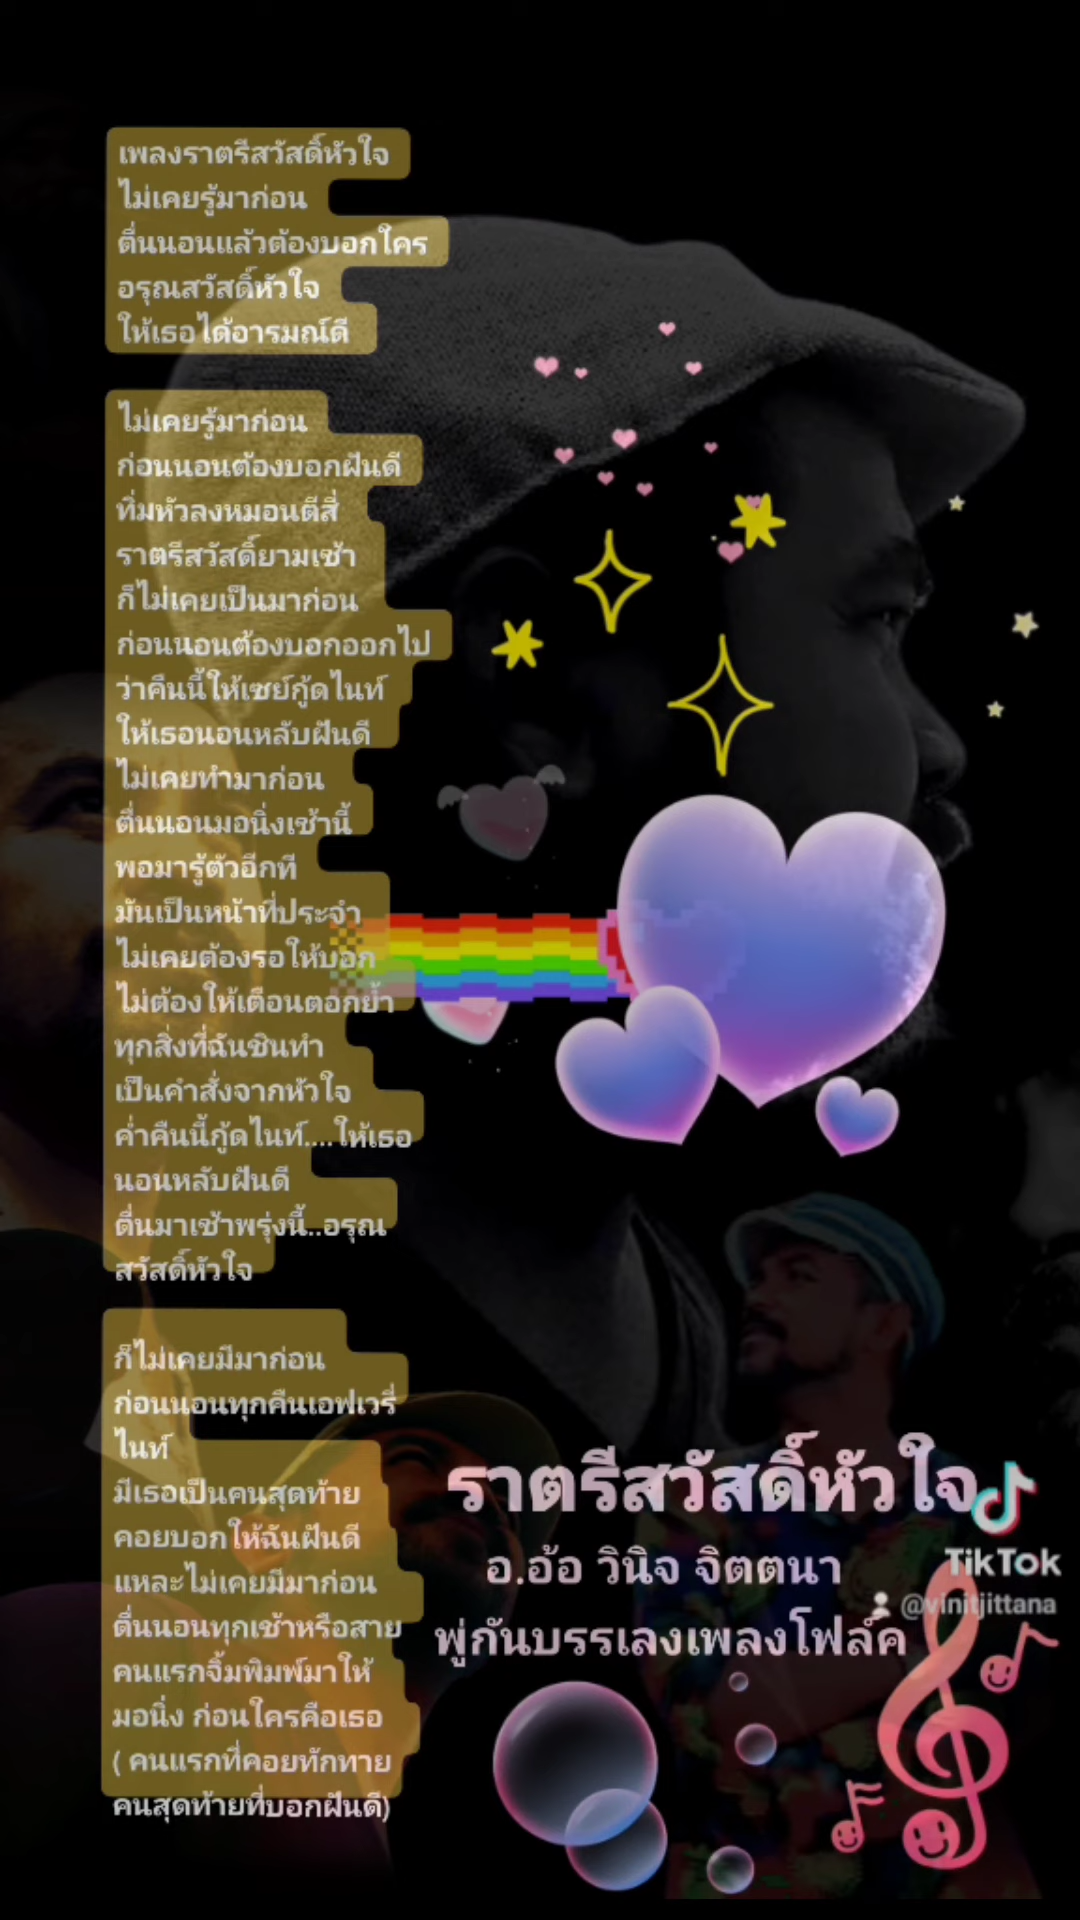 เพลงราตรีสวัสดิ์หัวใจ
ไม่เคยรู้มาก่อน
ตื่นนอนแล้วต้องบอกใคร
อรุณสวัสดิ์หัวใจ
ให้เธอได้อารมณ์ดี
ไม่เคยรู้มาก่อน
ก่อนนอนต้องบอกฝันดี
ทิ่มหัวลงหมอนตีสี่
ราตรีสวัสดิ์ยามเช้า
ก็ไม่เคยเป็นมาก่อน
ก่อนนอนต้องบอกออกไป
ว่าคืนนี้ให้เซย์กู้ดไนท์
ให้เธอนอนหลับฝันดี
ไม่เคยทำมาก่อน
ตื่นนอนมอนิ่งเช้านี้
พอมารู้ตัวอีกที
มันเป็นหน้าที่ประจำ
ไม่เคยต้องรอให้บอก
ไม่ต้องให้เตือนตอกย้ำ
ทุกสิ่งที่ฉันชินทำ
เป็นคำสั่งจากหัวใจ
ค่ำคืนนี้กู้ดไนท์....ให้เธอ
นอนหลับฝันดี
ตื่นมาเช้าพรุ่งนี้..อรุณ
สวัสดิ์หัวใจ
ก็ไม่เคยมีมาก่อน
ก่อนนอนทุกคืนเอฟเวรี่
ไนท์
มีเธอเป็นคนสุดท้าย
คอยบอกให้ฉันฝันดี
แหละไม่เคยมีมาก่อน
ตื่นนอนทุกเช้าหรือสาย
คนแรกจิ้มพิมพ์มาให้
มอนิ่ง ก่อนใครคือเธอ
( คนแรกที่คอยทักทาย
คนสุดท้ายที่บอกฝันดี)
ราตรีสวัสดิ์หัวใจ
อ.อ้อ วินิจ จิตตนา
พู่กันบรรเลงเพลงโฟล์ค
TikTok
@vinitjittana